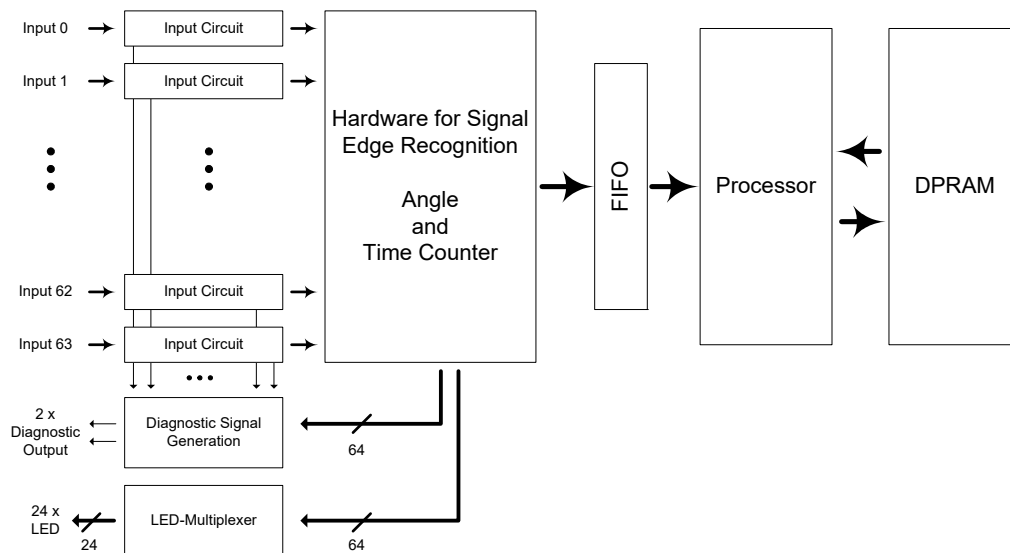 Input 0
Input Circuit
Input 1
Input Circuit
Input 62
Input Circuit
Input 63
Input Circuit
Hardware for Signal
Edge Recognition
Angle
and
Time Counter
FIFO
Processor
DPRAM
2 x
Diagnostic
Output
Diagnostic Signal
Generation
64
24 x
LED
24
LED-Multiplexer
64